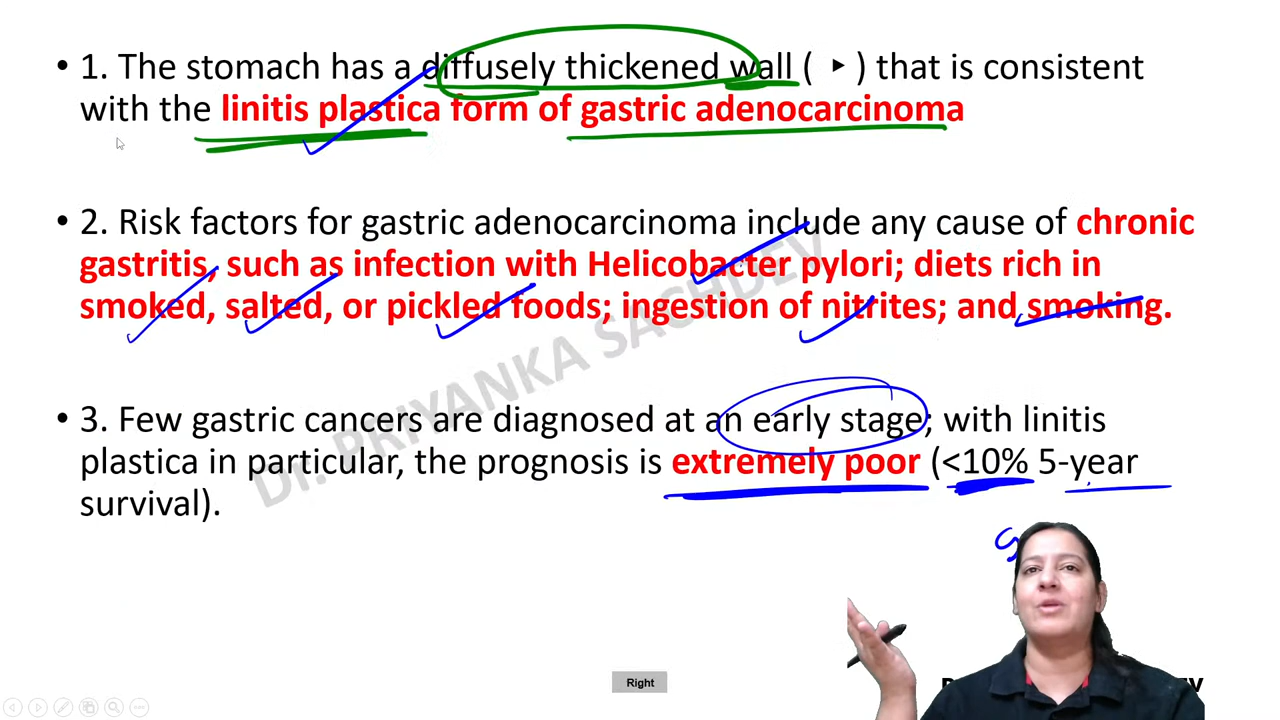 • 1. The stomach has a diffusely thickened wall ( ▸ ) that is consistent
with the linitis plastica form of gastric adenocarcinoma
• 2. Risk factors for gastric adenocarcinoma include any cause of chronic
gastritis, such as infection with Helicobacter pylori; diets rich in
smoked, salted, or pickled foods; ingestion of nitrites; and smoking.
• 3. Few gastric cancers are diagnosed at an early stage; with linitis
plastica in particular, the prognosis is extremely poor (<10% 5-year
survival).
Dr. PRIYANKA SACHDEV
Right